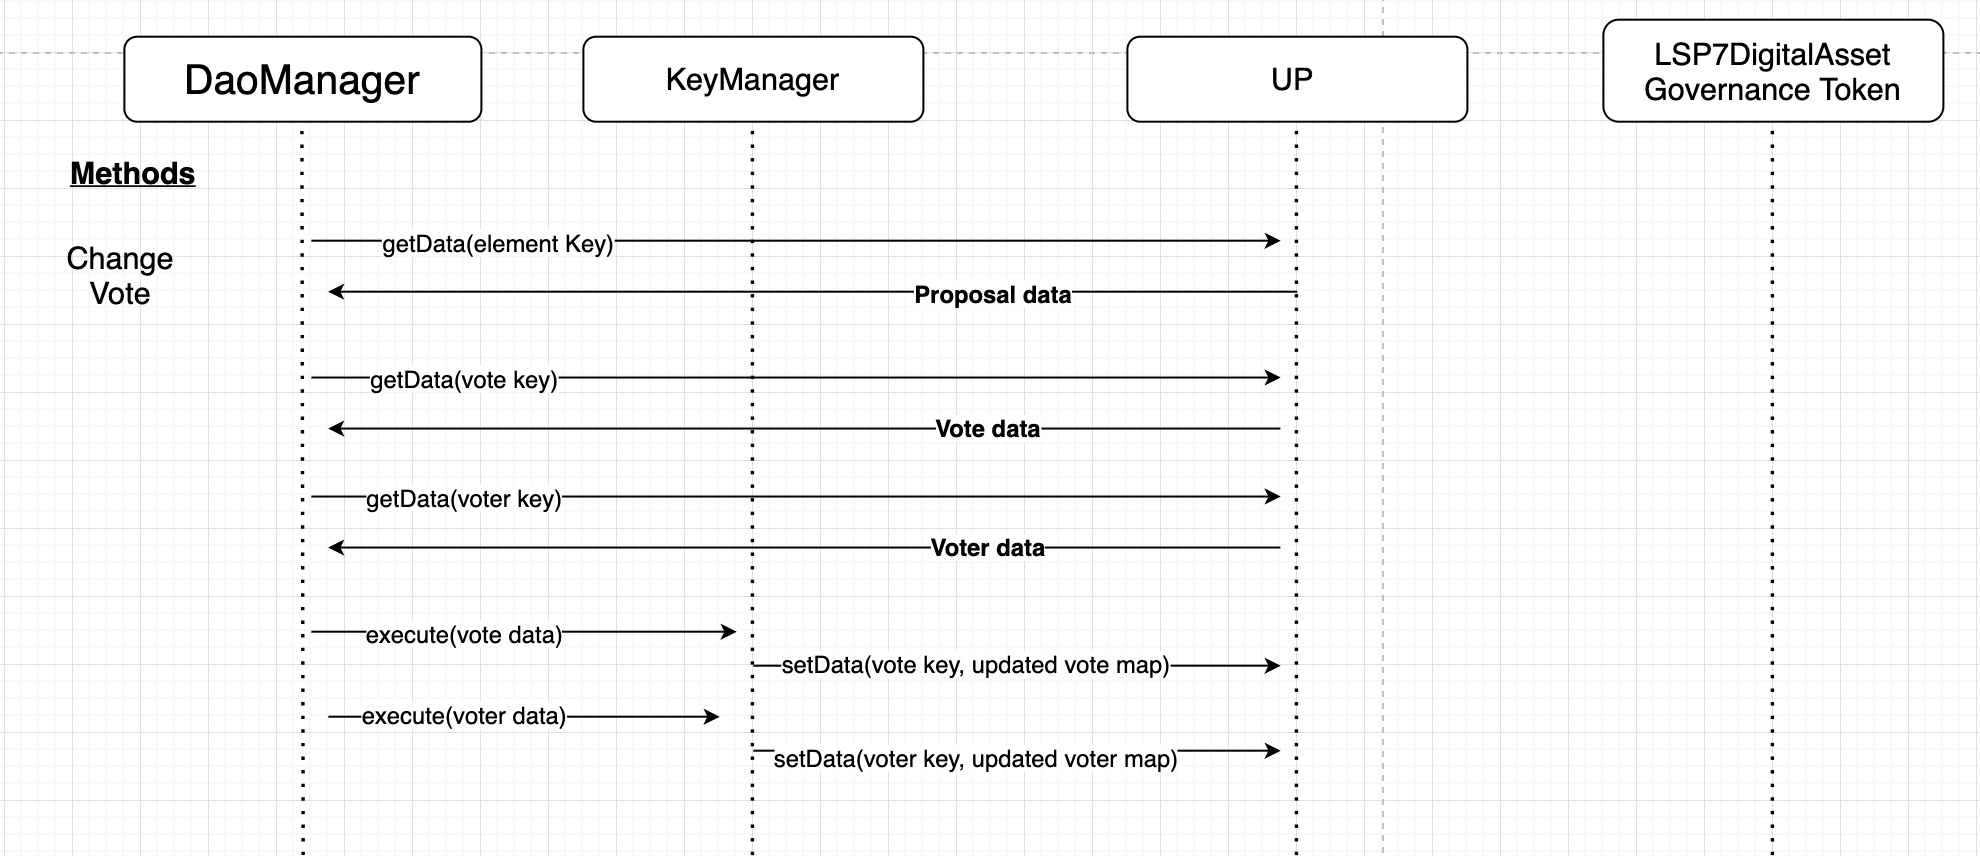 DaoManager
KeyManager
UP
LSP7DigitalAsset
Governance Token
Methods
Change
Vote
getData(element Key)
Proposal data
getData(vote key)
Vote data
getData(voter key)
Voter data
execute(vote data)
setData(vote key, updated vote map)
execute(voter data)
setData(voter key, updated voter map)